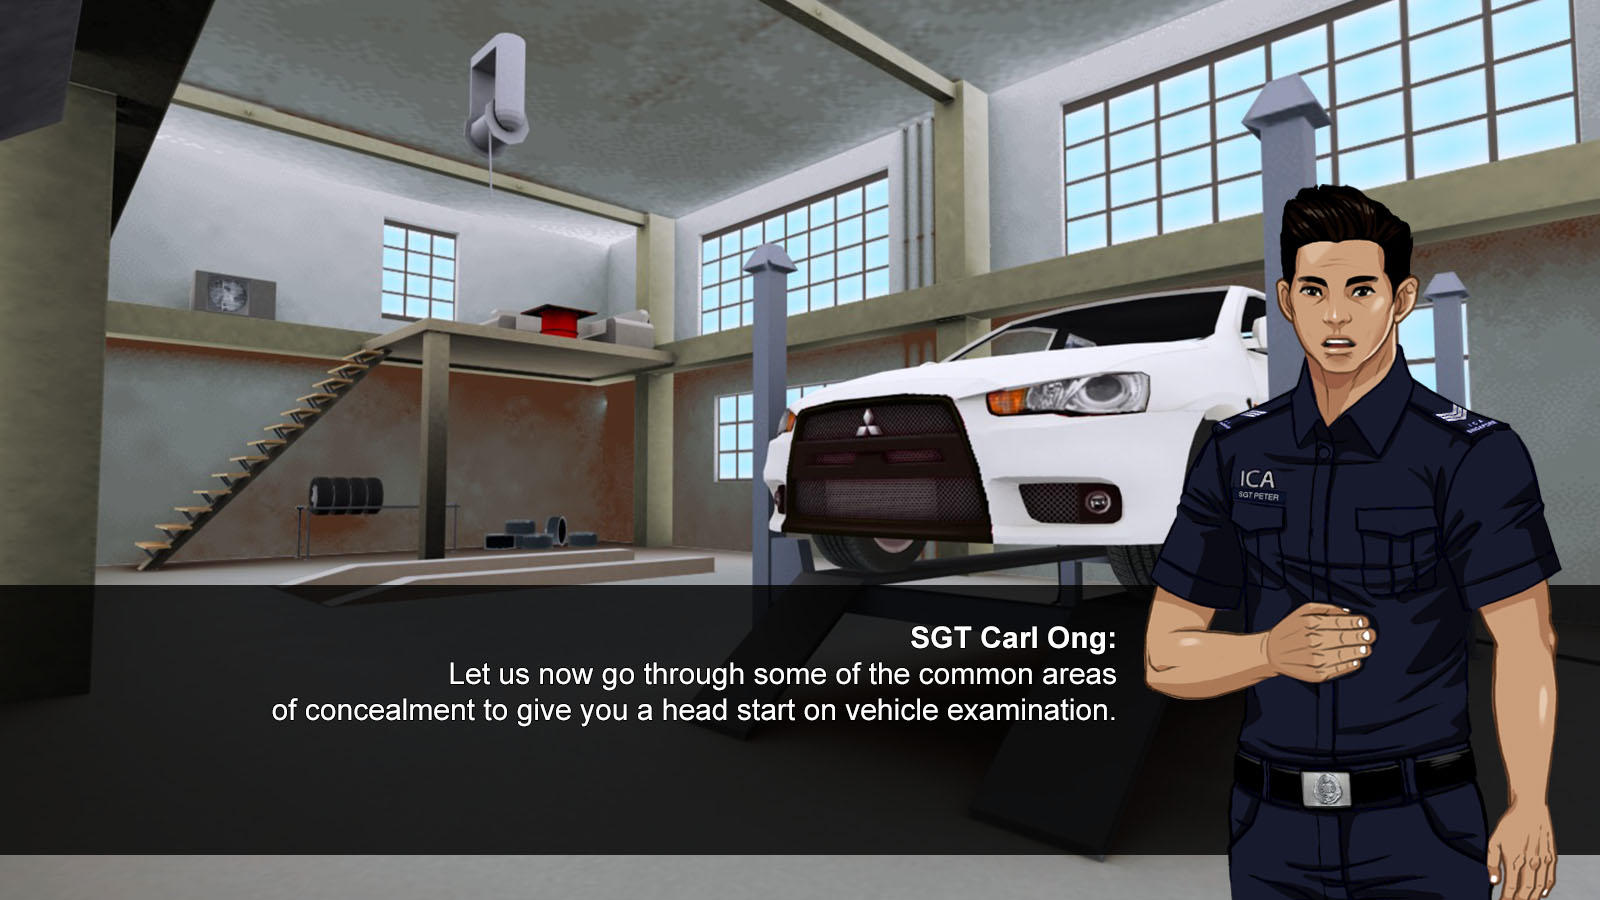 ICA
SGT PETER
SGT Carl Ong:
Let us now go through some of the common areas
of concealment to give you a head start on vehicle examination.